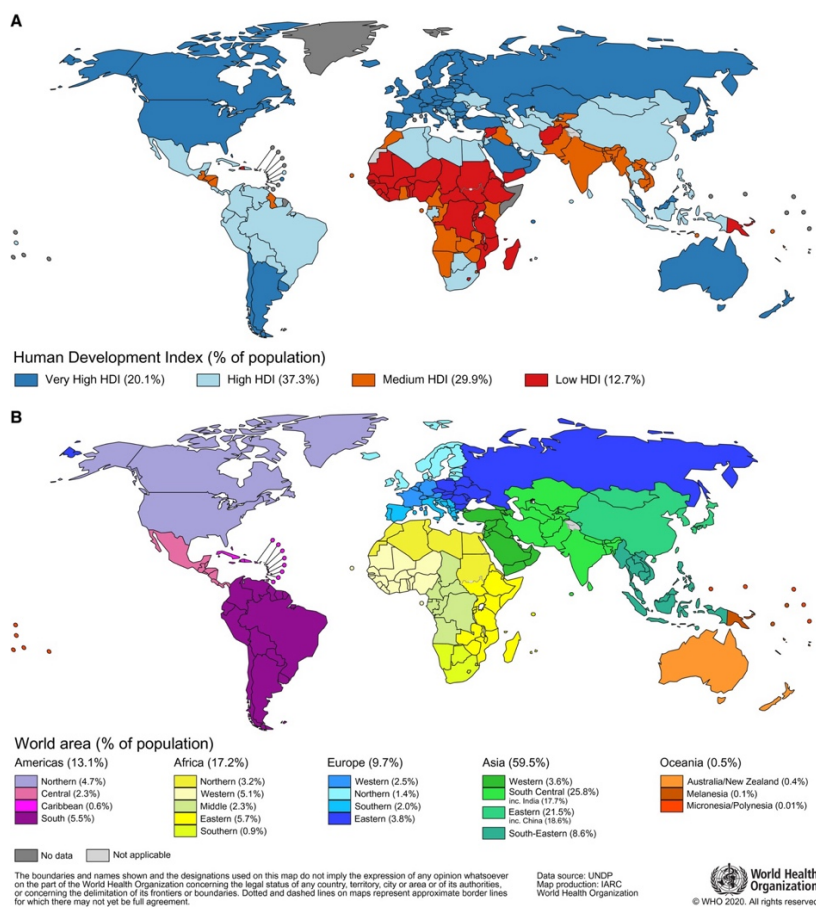 A
Human Development Index (% of population)
Very High HDI (20.1%)
High HDI (37.3%)
Medium HDI (29.9%)
Low HDI (12.7%)
B
World area (% of population)
Americas (13.1%)
Northern (4.7%)
Central (2.3%)
Caribbean (0.6%)
South (5.5%)
Africa (17.2%)
Northern (3.2%)
Western (5.1%)
Middle (2.3%)
Eastern (5.7%)
Southern (0.9%)
Europe (9.7%)
Western (2.5%)
Northern (1.4%)
Southern (2.0%)
Eastern (3.8%)
Asia (59.5%)
Western (3.6%)
South Central (25.8%)
inc. India (17.7%)
Eastern (21.5%)
inc. China (18.6%)
South-Eastern (8.6%)
Oceania (0.5%)
Australia/New Zealand (0.4%)
Melanesia (0.1%)
Micronesia/Polynesia (0.01%)
No data
Not applicable
The boundaries and names shown and the designations used on this map do not imply the expression of any opinion whatsoever
on the part of the World Health Organization concerning the legal status of any country, territory, city or area or of its authorities,
or concerning the delimitation of its frontiers or boundaries. Dotted and dashed lines on maps represent approximate border lines
for which there may not yet be full agreement.
Data source: UNDP
Map production: IARC
World Health Organization
World Health
Organization
© WHO 2020. All rights reserved